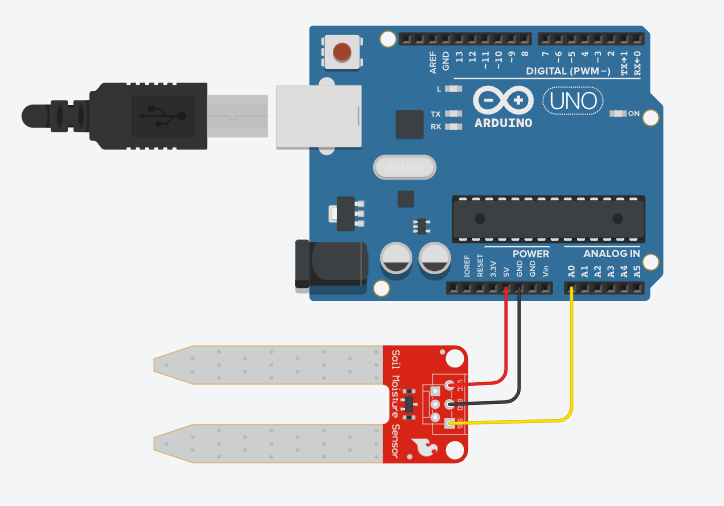 AREF
GND
13
12
~11
~10
~9
8
7
~6
~5
4
~3
2
TX→1
RX←0
DIGITAL (PWM~)
L
TX
RX
ARDUINO
UNO
ON
POWER
ANALOG IN
IOREF
RESET
3.3V
5V
GND
GND
Vin
A0
A1
A2
A3
A4
A5
Soil Moisture Sensor